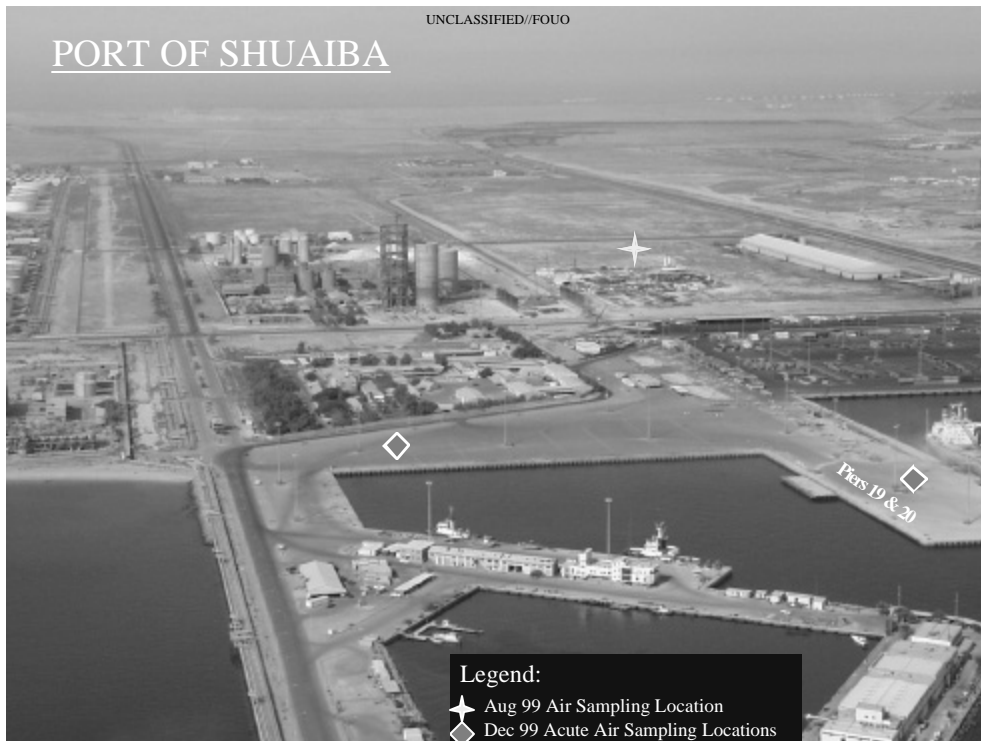 UNCLASSIFIED//FOUO
PORT OF SHUAIBA
Piers 19 & 20
Legend:
Aug 99 Air Sampling Location
Dec 99 Acute Air Sampling Locations